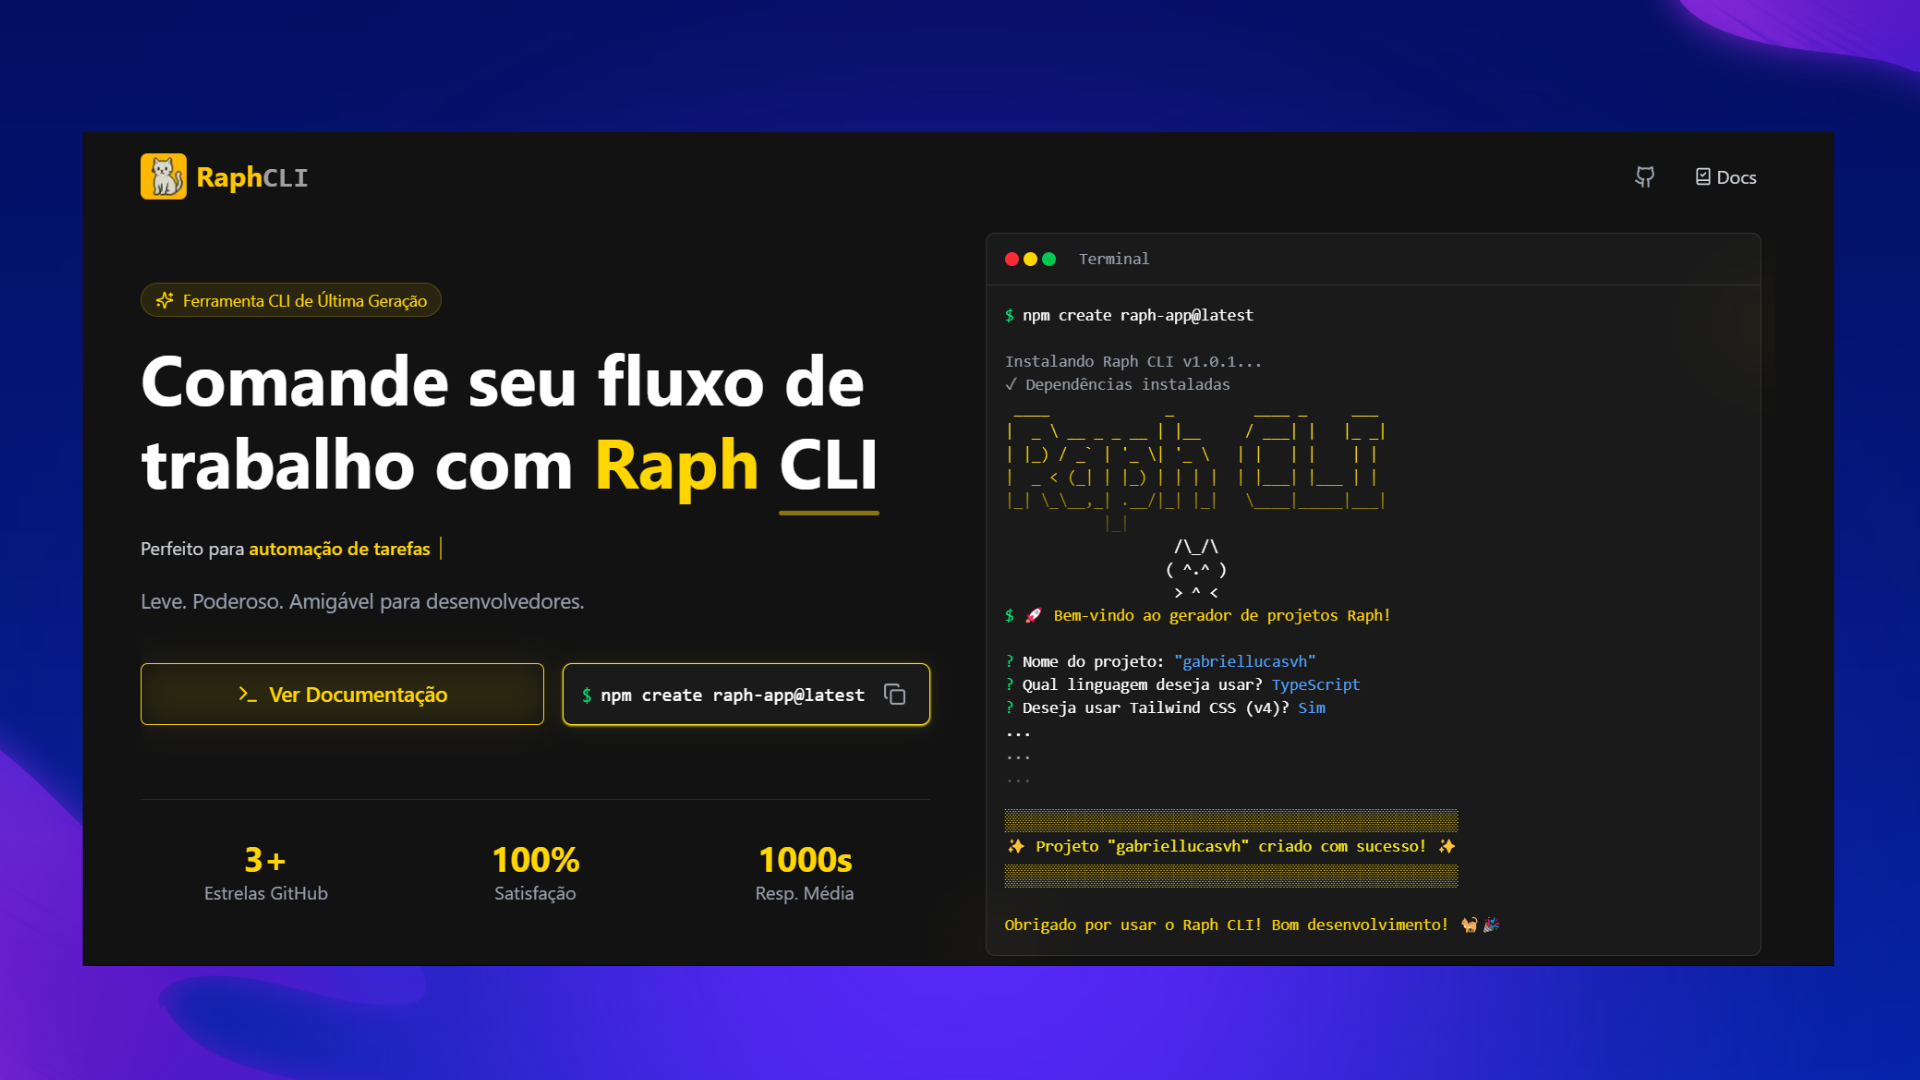 RaphCLI
Docs
Ferramenta CLI de Última Geração
Comande seu fluxo de
trabalho com Raph CLI
Perfeito para automação de tarefas
Leve. Poderoso. Amigável para desenvolvedores.
>_ Ver Documentação
$ npm create raph-app@latest
3+
Estrelas GitHub
100%
Satisfação
1000s
Resp. Média
Terminal
$ npm create raph-app@latest
Instalando Raph CLI v1.0.1...
✓ Dependências instaladas
Raph CLI
/\_/\
( ^.^ )
> ^ <
$ 🚀 Bem-vindo ao gerador de projetos Raph!
? Nome do projeto: "gabriellucasvh"
? Qual linguagem deseja usar? TypeScript
? Deseja usar Tailwind CSS (v4)? Sim
...
...
...
✨ Projeto "gabriellucasvh" criado com sucesso! ✨
Obrigado por usar o Raph CLI! Bom desenvolvimento! 🐈🎉